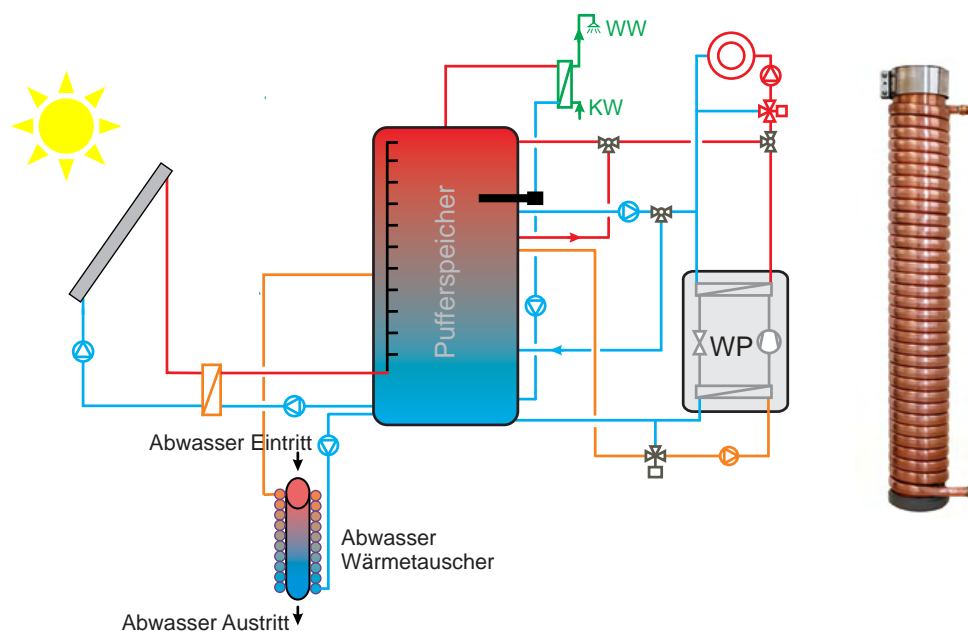 WW
KW
Pufferspeicher
WP
Abwasser Eintritt
Abwasser
Wärmetauscher
Abwasser Austritt